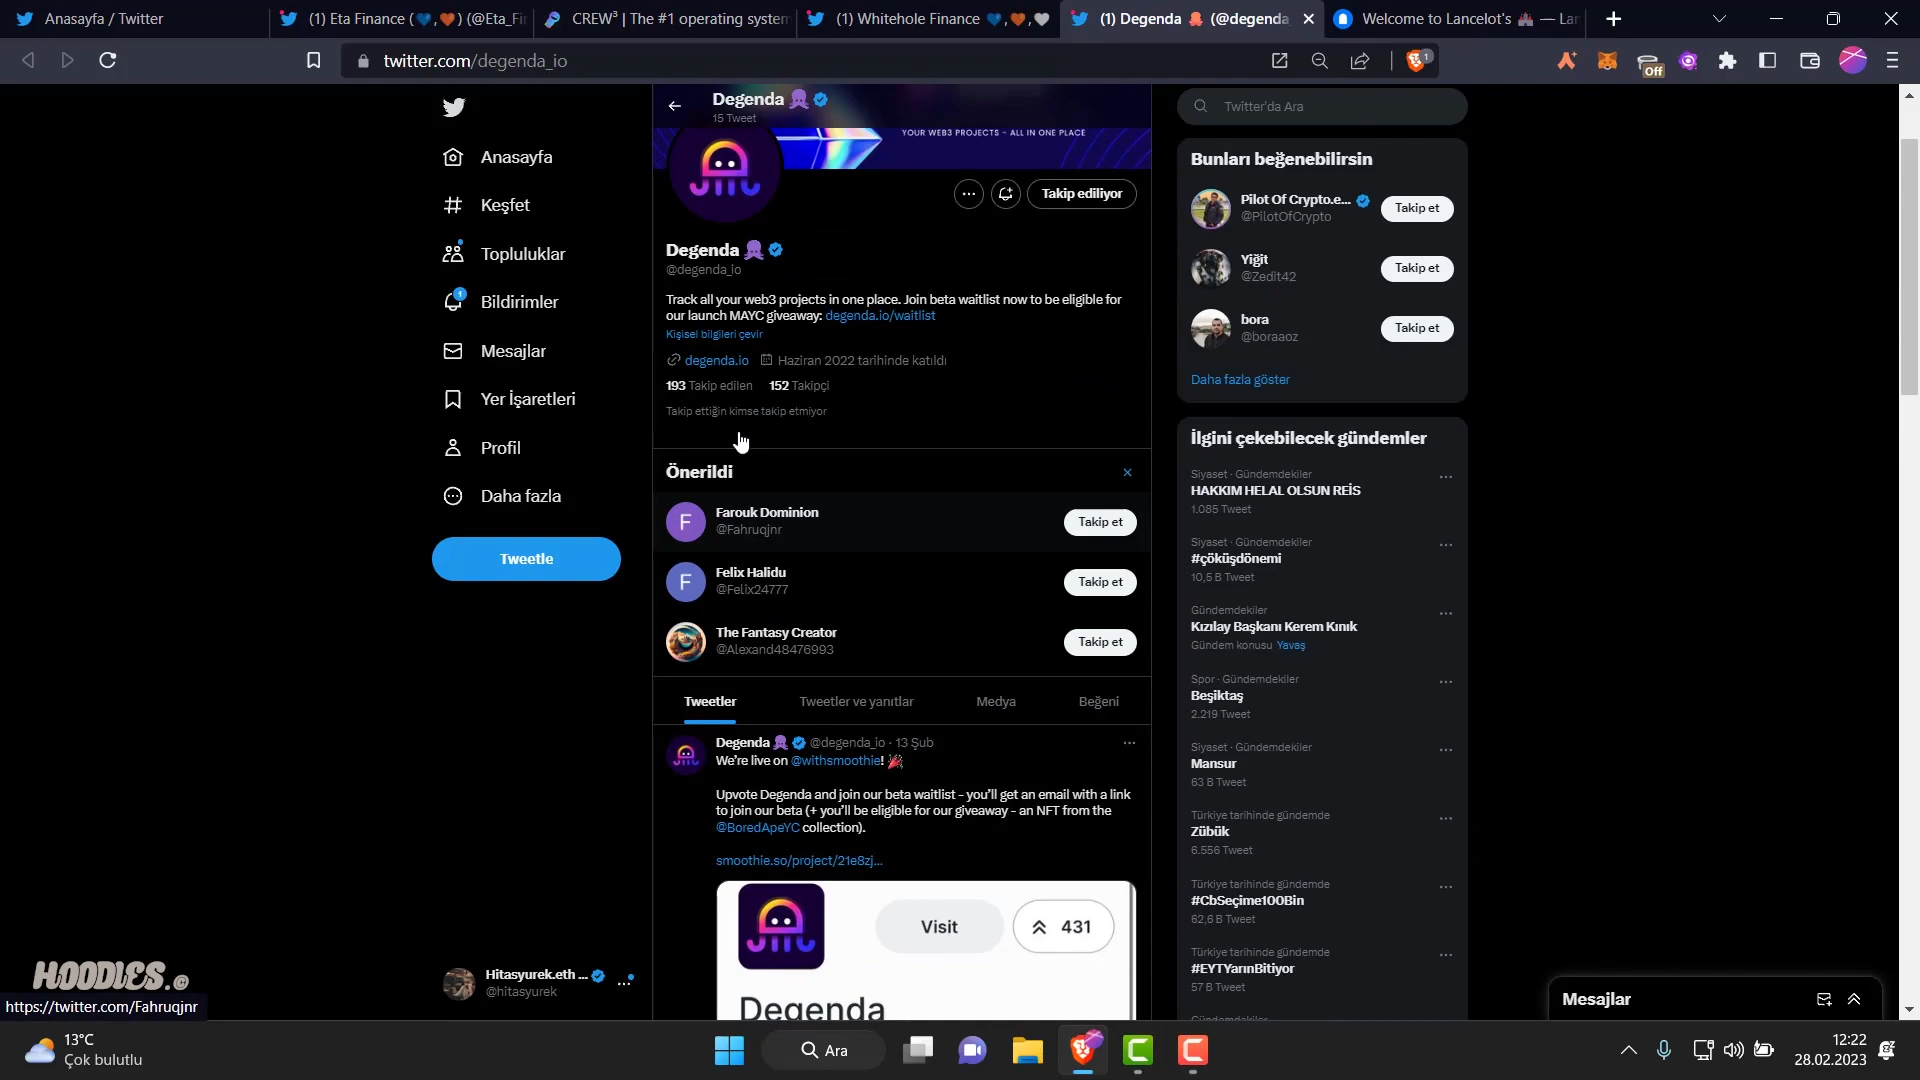 Anasayfa / Twitter
(1) Eta Finance (💙,🧡) (@Eta_Fi
CREW³ | The #1 operating system
(1) Whitehole Finance 💙,🧡,🤍
(1) Degenda 🐙 (@degenda_
Welcome to Lancelot's 🏰 — Lan
twitter.com/degenda_io
1
Off
Degenda 🐙
15 Tweet
YOUR WEB3 PROJECTS - ALL IN ONE PLACE
Twitter'da Ara
Anasayfa
Keşfet
Topluluklar
1
Bildirimler
Mesajlar
Yer İşaretleri
Profil
Daha fazla
Tweetle
Takip ediliyor
Degenda 🐙
@degenda_io
Track all your web3 projects in one place. Join beta waitlist now to be eligible for
our launch MAYC giveaway: degenda.io/waitlist
Kişisel bilgileri çevir
degenda.io Haziran 2022 tarihinde katıldı
193 Takip edilen 152 Takipçi
Takip ettiğin kimse takip etmiyor
Önerildi
F
Farouk Dominion
@Fahruqjnr
Takip et
F
Felix Halidu
@Felix24777
Takip et
The Fantasy Creator
@Alexand48476993
Takip et
Tweetler
Tweetler ve yanıtlar
Medya
Beğeni
Degenda 🐙 @degenda_io · 13 Şub
We're live on @withsmoothie! 🎉
Upvote Degenda and join our beta waitlist - you'll get an email with a link
to join our beta (+ you'll be eligible for our giveaway - an NFT from the
@BoredApeYC collection).
smoothie.so/project/21e8zj...
Visit
431
Degenda
Bunları beğenebilirsin
Pilot Of Crypto.e...
@PilotOfCrypto
Takip et
Yiğit
@Zedit42
Takip et
bora
@boraaoz
Takip et
Daha fazla göster
İlgini çekebilecek gündemler
Siyaset · Gündemdekiler
HAKKIM HELAL OLSUN REİS
1.085 Tweet
Siyaset · Gündemdekiler
#çöküşdönemi
10,5 B Tweet
Gündemdekiler
Kızılay Başkanı Kerem Kınık
Gündem konusu Yavaş
Spor · Gündemdekiler
Beşiktaş
2.219 Tweet
Siyaset · Gündemdekiler
Mansur
63 B Tweet
Türkiye tarihinde gündemde
Zübük
6.556 Tweet
Türkiye tarihinde gündemde
#CbSeçime100Bin
62,6 B Tweet
Türkiye tarihinde gündemde
#EYTYarınBitiyor
57 B Tweet
Mesajlar
HOODIES.©
Hitasyurek.eth ...
@hitasyurek
https://twitter.com/Fahruqjnr
13°C
Çok bulutlu
Ara
12:22
28.02.2023